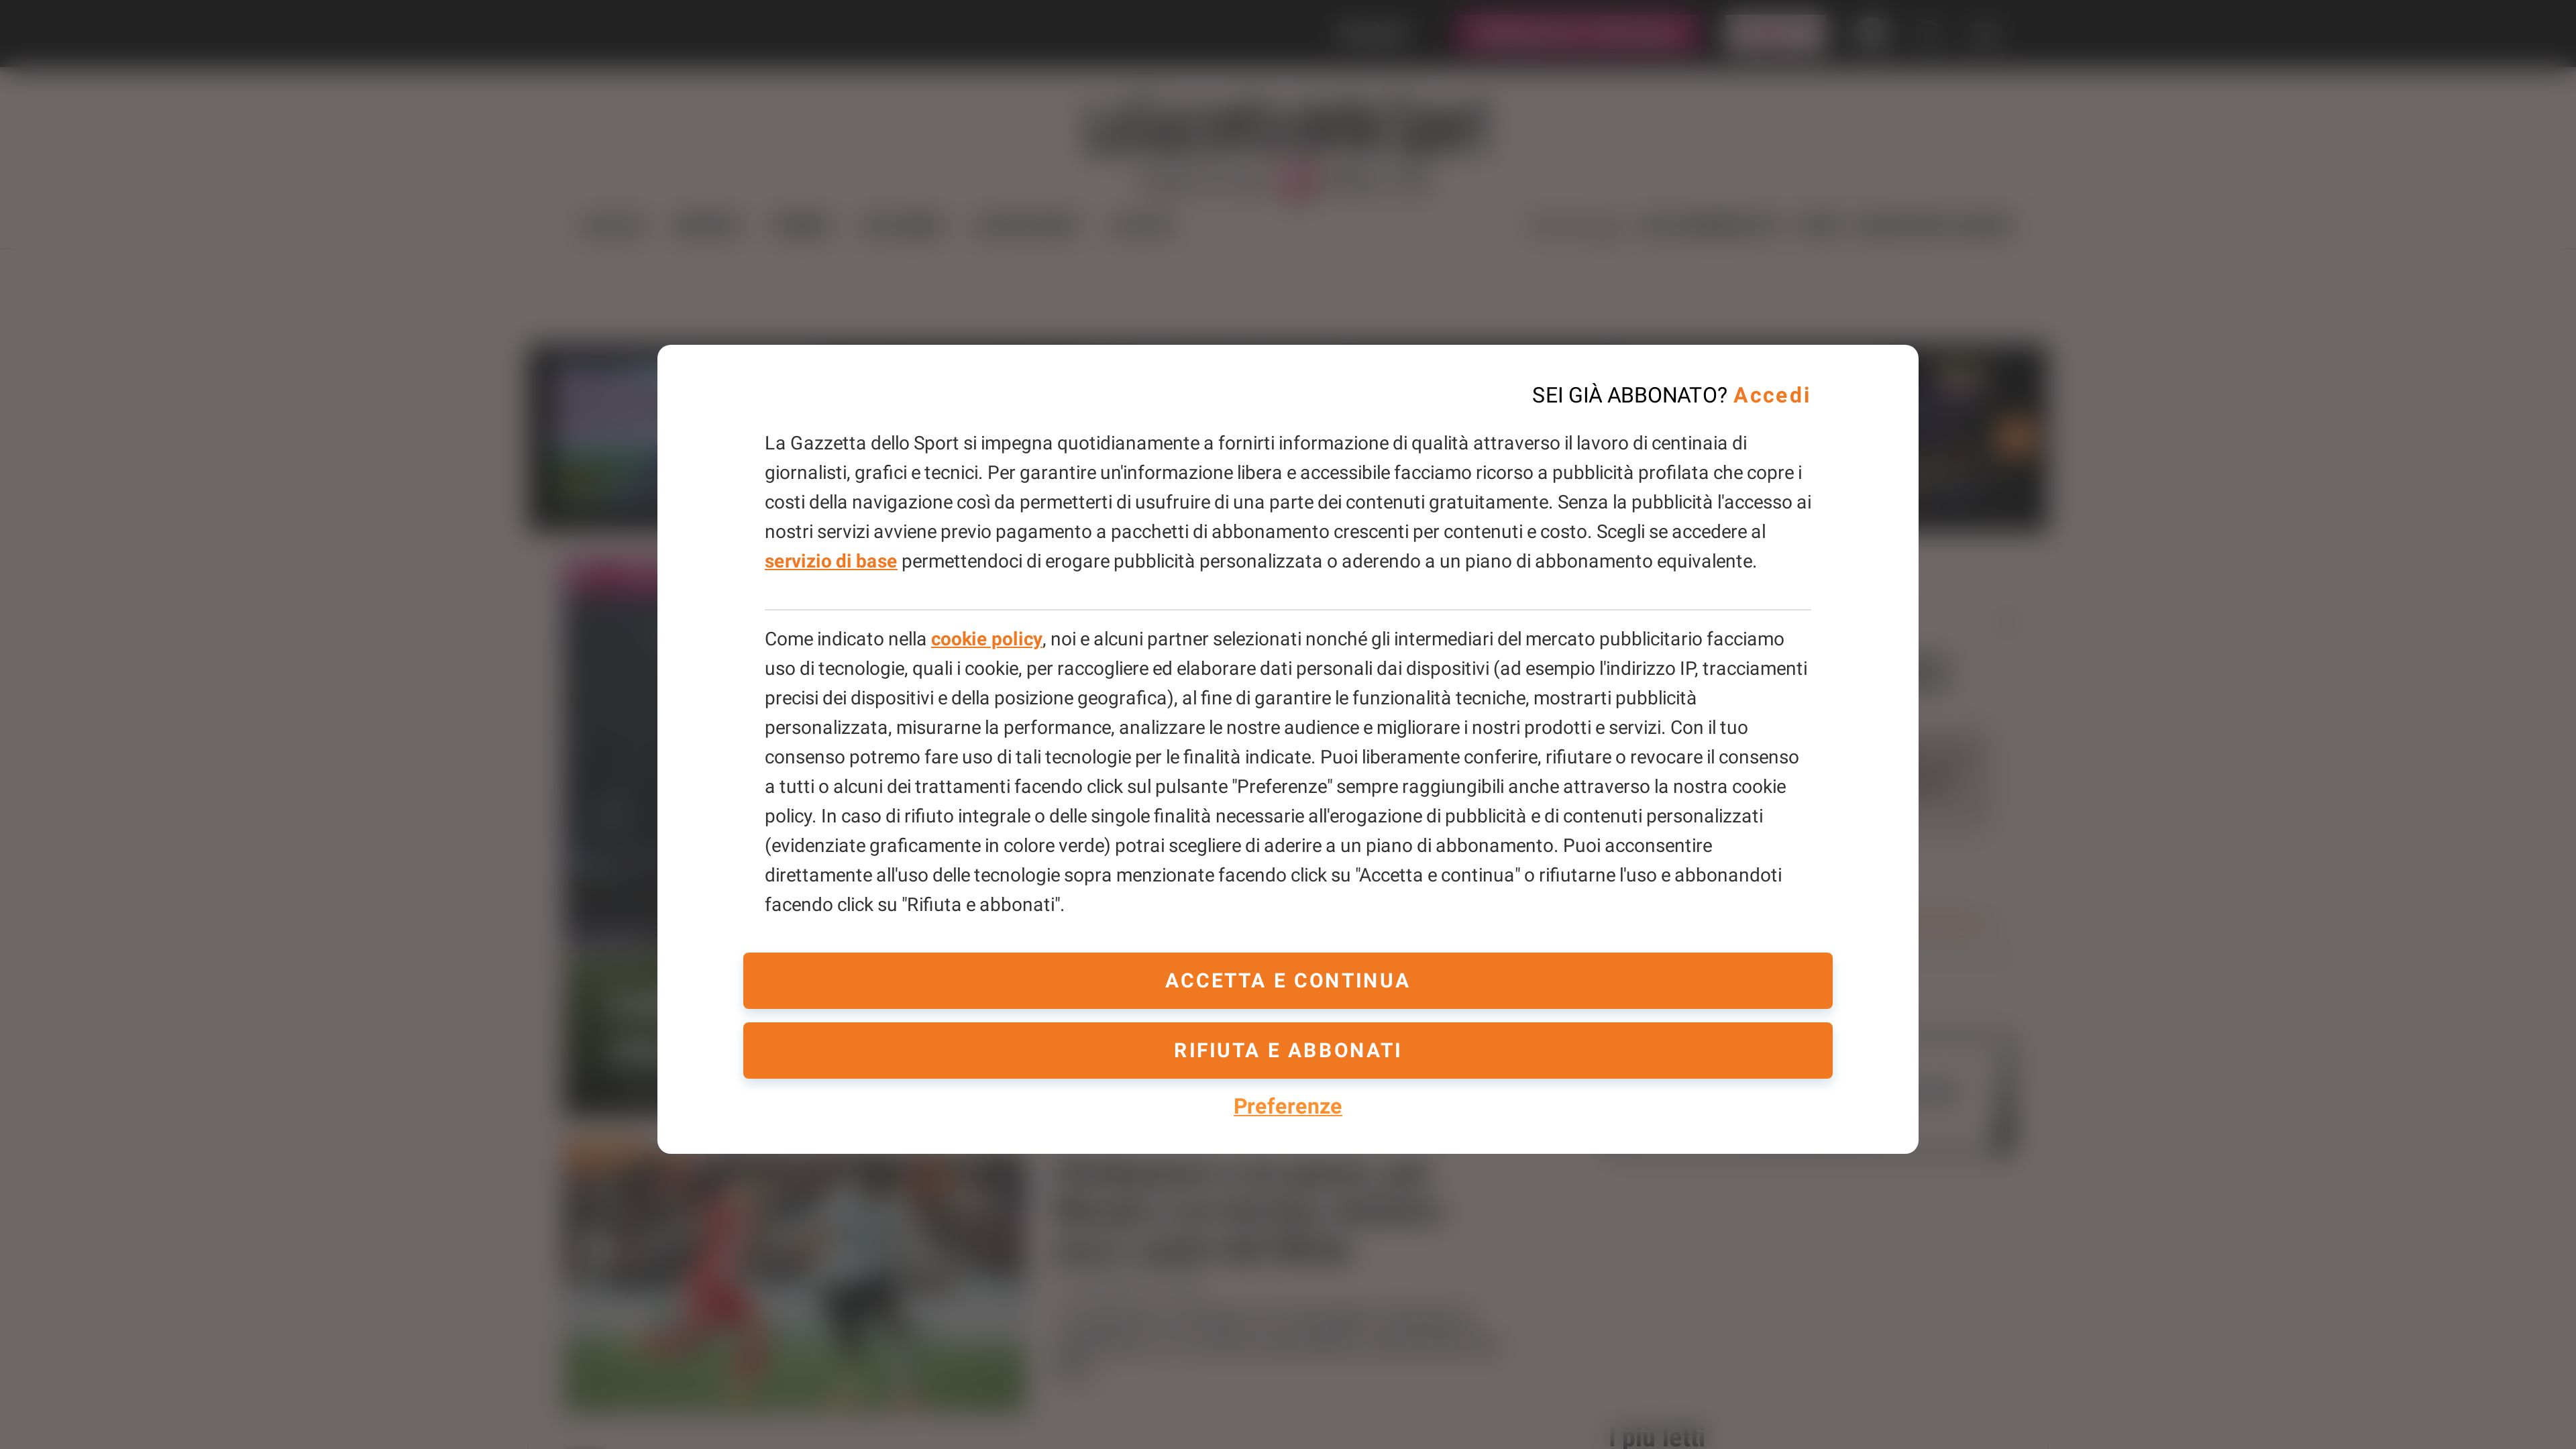 SEI GIÀ ABBONATO? Accedi
La Gazzetta dello Sport si impegna quotidianamente a fornirti informazione di qualità attraverso il lavoro di centinaia di
giornalisti, grafici e tecnici. Per garantire un'informazione libera e accessibile facciamo ricorso a pubblicità profilata che copre i
costi della navigazione così da permetterti di usufruire di una parte dei contenuti gratuitamente. Senza la pubblicità l'accesso ai
nostri servizi avviene previo pagamento a pacchetti di abbonamento crescenti per contenuti e costo. Scegli se accedere al
servizio di base permettendoci di erogare pubblicità personalizzata o aderendo a un piano di abbonamento equivalente.
Come indicato nella cookie policy, noi e alcuni partner selezionati nonché gli intermediari del mercato pubblicitario facciamo
uso di tecnologie, quali i cookie, per raccogliere ed elaborare dati personali dai dispositivi (ad esempio l'indirizzo IP, tracciamenti
precisi dei dispositivi e della posizione geografica), al fine di garantire le funzionalità tecniche, mostrarti pubblicità
personalizzata, misurarne la performance, analizzare le nostre audience e migliorare i nostri prodotti e servizi. Con il tuo
consenso potremo fare uso di tali tecnologie per le finalità indicate. Puoi liberamente conferire, rifiutare o revocare il consenso
a tutti o alcuni dei trattamenti facendo click sul pulsante "Preferenze" sempre raggiungibili anche attraverso la nostra cookie
policy. In caso di rifiuto integrale o delle singole finalità necessarie all'erogazione di pubblicità e di contenuti personalizzati
(evidenziate graficamente in colore verde) potrai scegliere di aderire a un piano di abbonamento. Puoi acconsentire
direttamente all'uso delle tecnologie sopra menzionate facendo click su "Accetta e continua" o rifiutarne l'uso e abbonandoti
facendo click su "Rifiuta e abbonati".
ACCETTA E CONTINUA
RIFIUTA E ABBONATI
Preferenze
I più letti